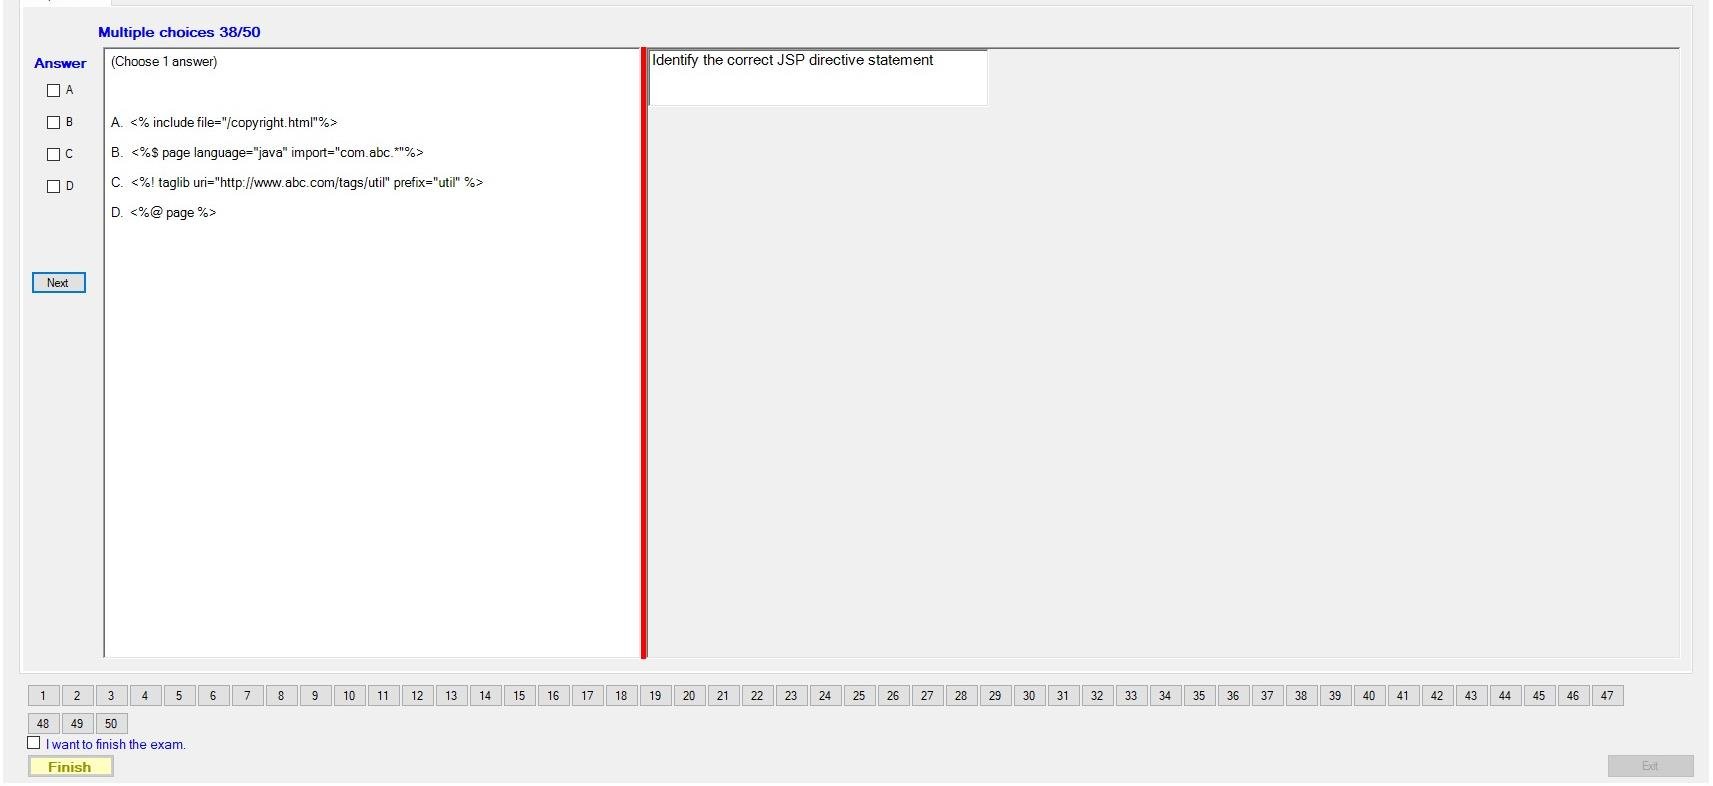 Multiple choices 38/50
Answer
A
B
C
D
Next
(Choose 1 answer)
A. <% include file="/copyright.html"%>
B. <%$ page language="java" import="com.abc.*"%>
C. <%! taglib uri="http://www.abc.com/tags/util" prefix="util" %>
D. <%@ page %>
Identify the correct JSP directive statement
1 2 3 4 5 6 7 8 9 10 11 12 13 14 15 16 17 18 19 20 21 22 23 24 25 26 27 28 29 30 31 32 33 34 35 36 37 38 39 40 41 42 43 44 45 46 47
48 49 50
I want to finish the exam.
Finish
Exit